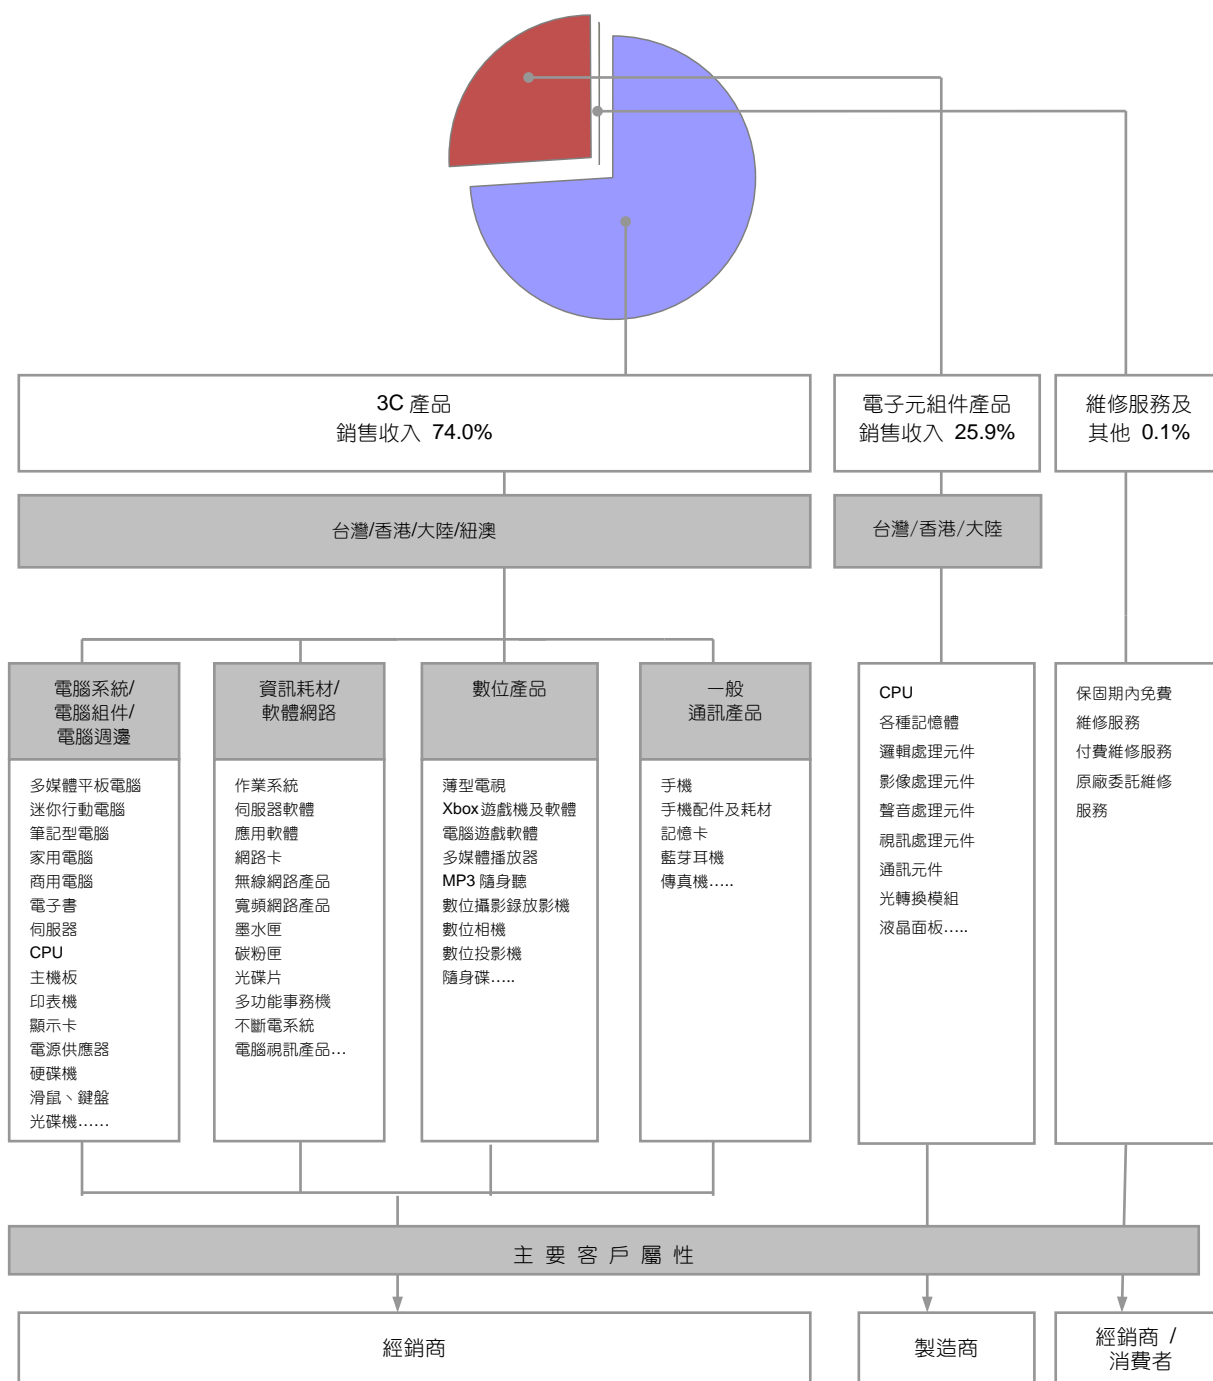 3C 產品
銷售收入 74.0%
電子元組件產品
銷售收入 25.9%
維修服務及
其他 0.1%
台灣/香港/大陸/紐澳
台灣/香港/大陸
電腦系統/
電腦組件/
電腦週邊
多媒體平板電腦
迷你行動電腦
筆記型電腦
家用電腦
商用電腦
電子書
伺服器
CPU
主機板
印表機
顯示卡
電源供應器
硬碟機
滑鼠、鍵盤
光碟機……
資訊耗材/
軟體網路
作業系統
伺服器軟體
應用軟體
網路卡
無線網路產品
寬頻網路產品
墨水匣
碳粉匣
光碟片
多功能事務機
不斷電系統
電腦視訊產品…
數位產品
薄型電視
Xbox 遊戲機及軟體
電腦遊戲軟體
多媒體播放器
MP3 隨身聽
數位攝影錄放影機
數位相機
數位投影機
隨身碟…..
一般
通訊產品
手機
手機配件及耗材
記憶卡
藍芽耳機
傳真機…..
CPU
各種記憶體
邏輯處理元件
影像處理元件
聲音處理元件
視訊處理元件
通訊元件
光轉換模組
液晶面板…..
保固期內免費
維修服務
付費維修服務
原廠委託維修
服務
主 要 客 戶 屬 性
經銷商
製造商
經銷商 /
消費者